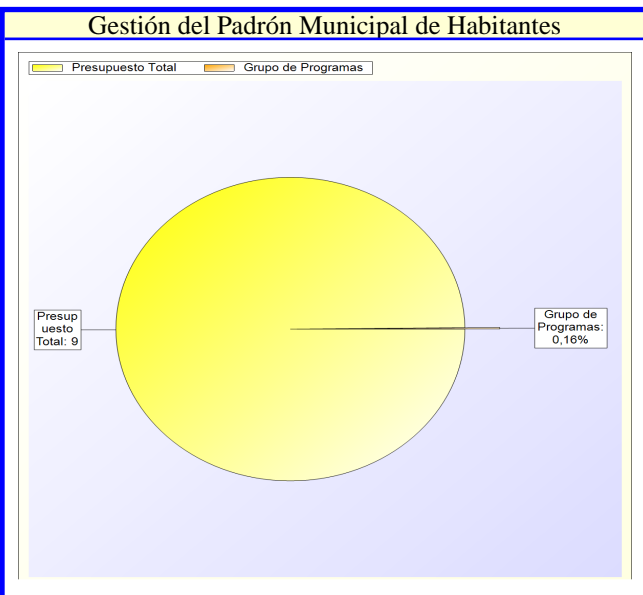 Gestión del Padrón Municipal de Habitantes
Presupuesto Total Grupo de Programas
Presup
uesto
Total: 9
Grupo de
Programas:
0,16%